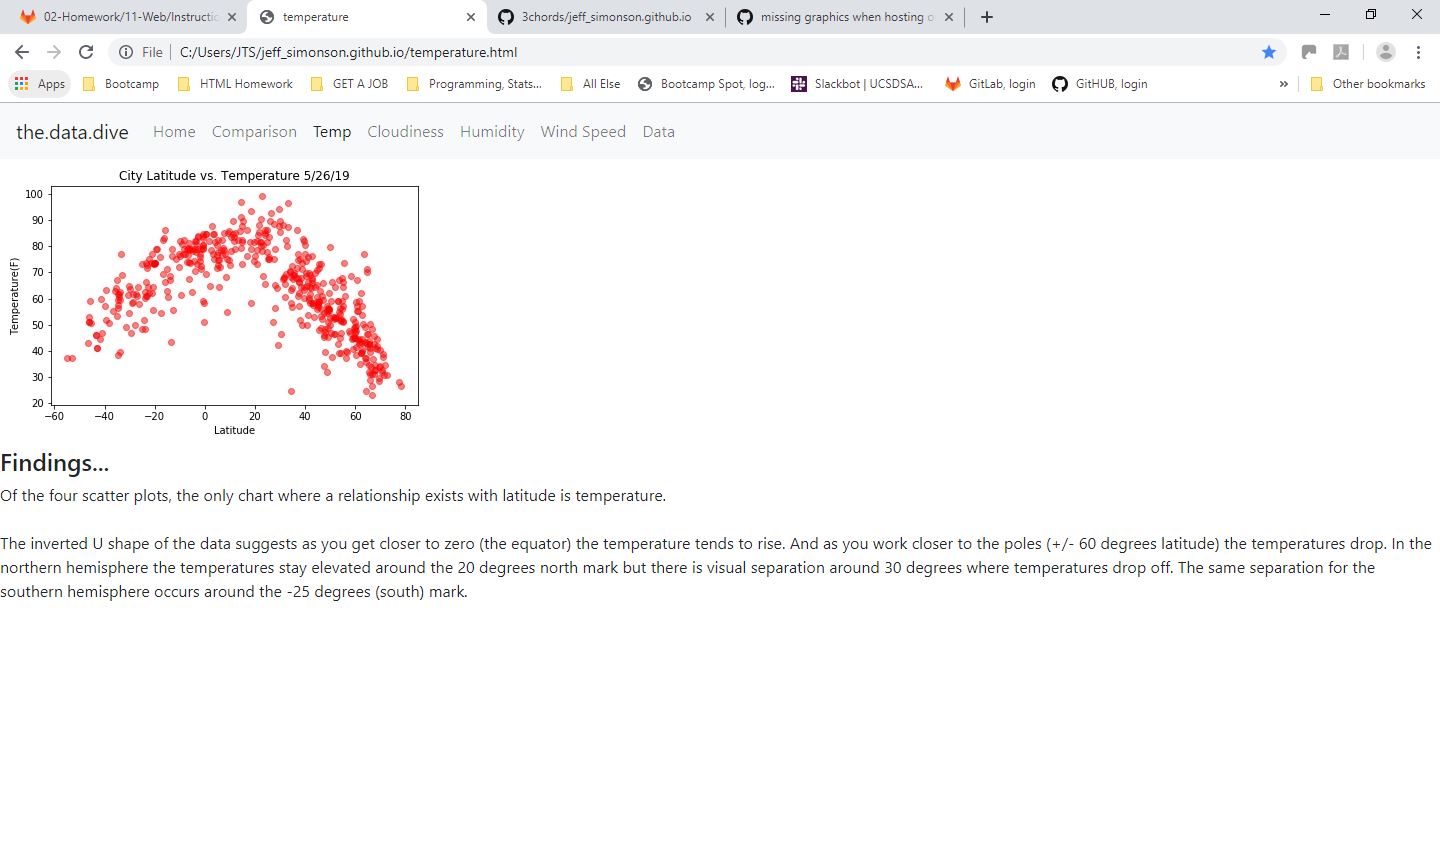 02-Homework/11-Web/Instructic
temperature
3chords/jeff_simonson.github.io
missing graphics when hosting o
File
C:/Users/JTS/jeff_simonson.github.io/temperature.html
Apps
Bootcamp
HTML Homework
GET A JOB
Programming, Stats...
All Else
Bootcamp Spot, log...
Slackbot | UCSDSA...
GitLab, login
GitHUB, login
»
Other bookmarks
the.data.dive
Home
Comparison
Temp
Cloudiness
Humidity
Wind Speed
Data
City Latitude vs. Temperature 5/26/19
100
90
80
70
60
50
40
30
20
Temperature(F)
−60 −40 −20 0 20 40 60 80
Latitude
Findings...
Of the four scatter plots, the only chart where a relationship exists with latitude is temperature.
The inverted U shape of the data suggests as you get closer to zero (the equator) the temperature tends to rise. And as you work closer to the poles (+/- 60 degrees latitude) the temperatures drop. In the
northern hemisphere the temperatures stay elevated around the 20 degrees north mark but there is visual separation around 30 degrees where temperatures drop off. The same separation for the
southern hemisphere occurs around the -25 degrees (south) mark.